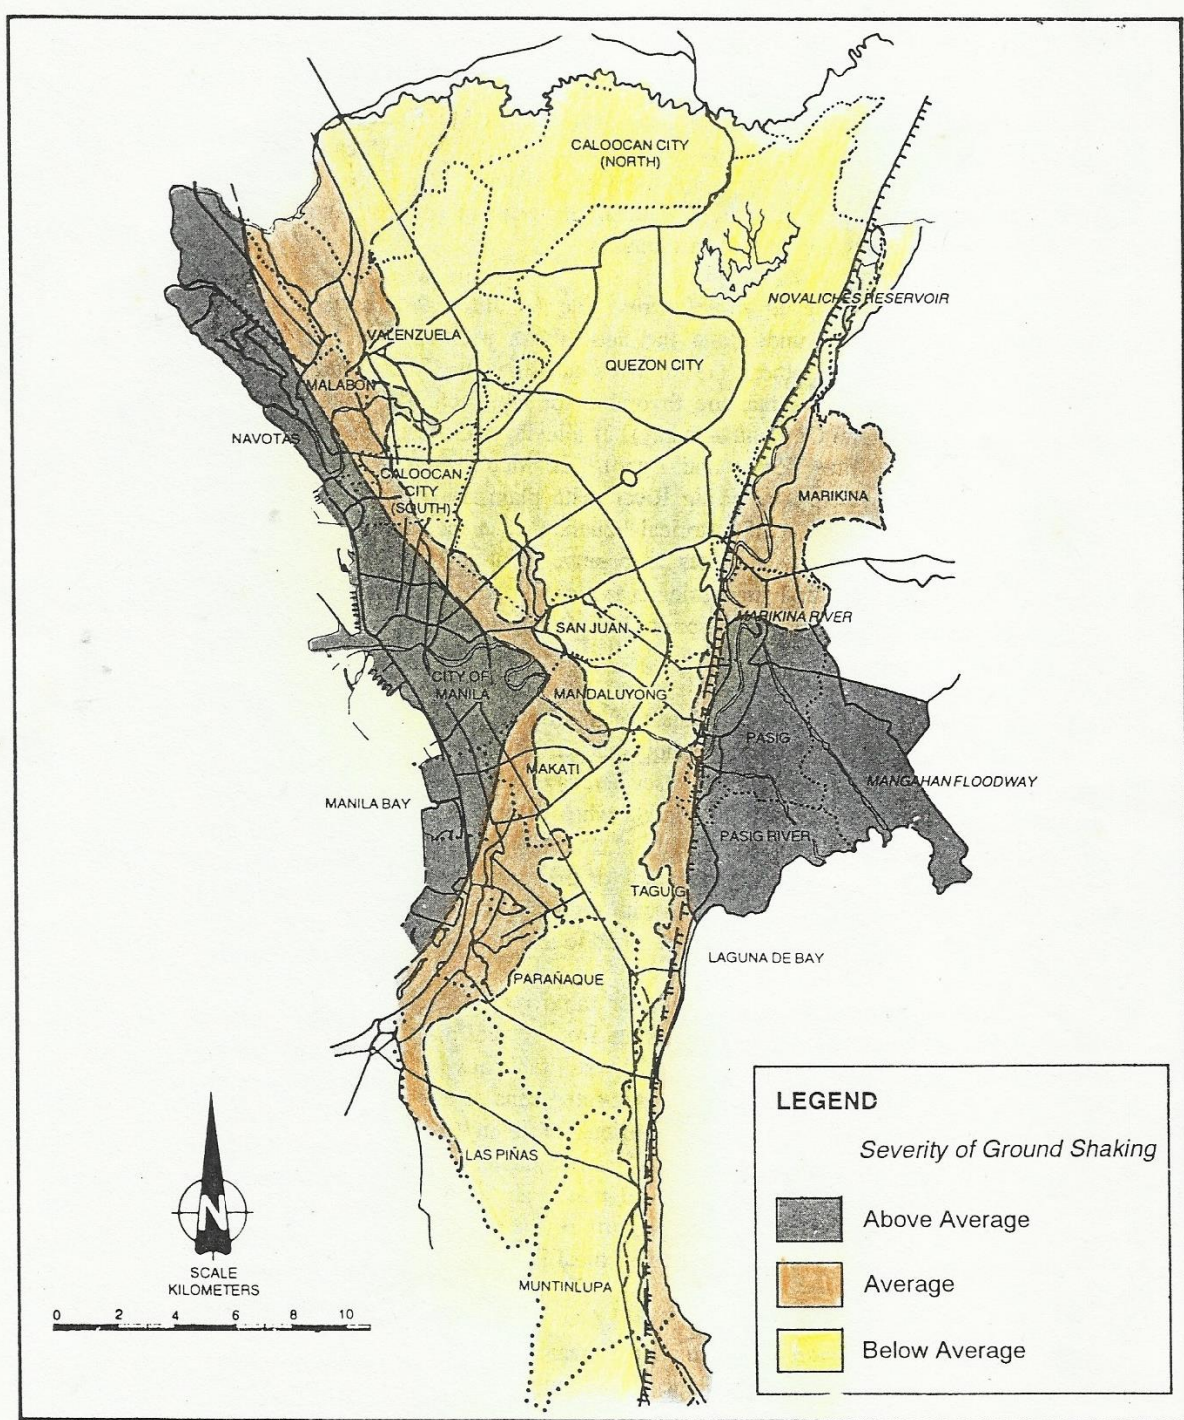 CALOOCAN CITY
(NORTH)
NOVALICHES RESERVOIR
VALENZUELA
QUEZON CITY
MALABON
NAVOTAS
CALOOCAN
CITY
(SOUTH)
MARIKINA
MARIKINA RIVER
SAN JUAN
CITY OF
MANILA
MANDALUYONG
PASIG
MAKATI
MANGAHAN FLOODWAY
MANILA BAY
PASIG RIVER
TAGUIG
LAGUNA DE BAY
PARAÑAQUE
LAS PIÑAS
MUNTINLUPA
N
SCALE
KILOMETERS
0 2 4 6 8 10
LEGEND
Severity of Ground Shaking
Above Average
Average
Below Average